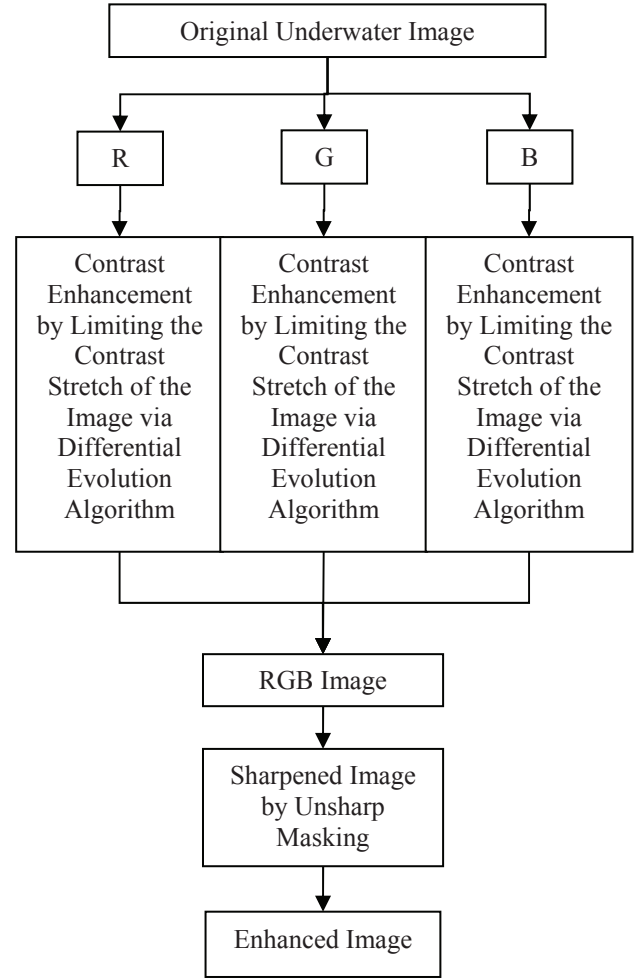 Original Underwater Image
R
G
B
Contrast
Enhancement
by Limiting the
Contrast
Stretch of the
Image via
Differential
Evolution
Algorithm
Contrast
Enhancement
by Limiting the
Contrast
Stretch of the
Image via
Differential
Evolution
Algorithm
Contrast
Enhancement
by Limiting the
Contrast
Stretch of the
Image via
Differential
Evolution
Algorithm
RGB Image
Sharpened Image
by Unsharp
Masking
Enhanced Image